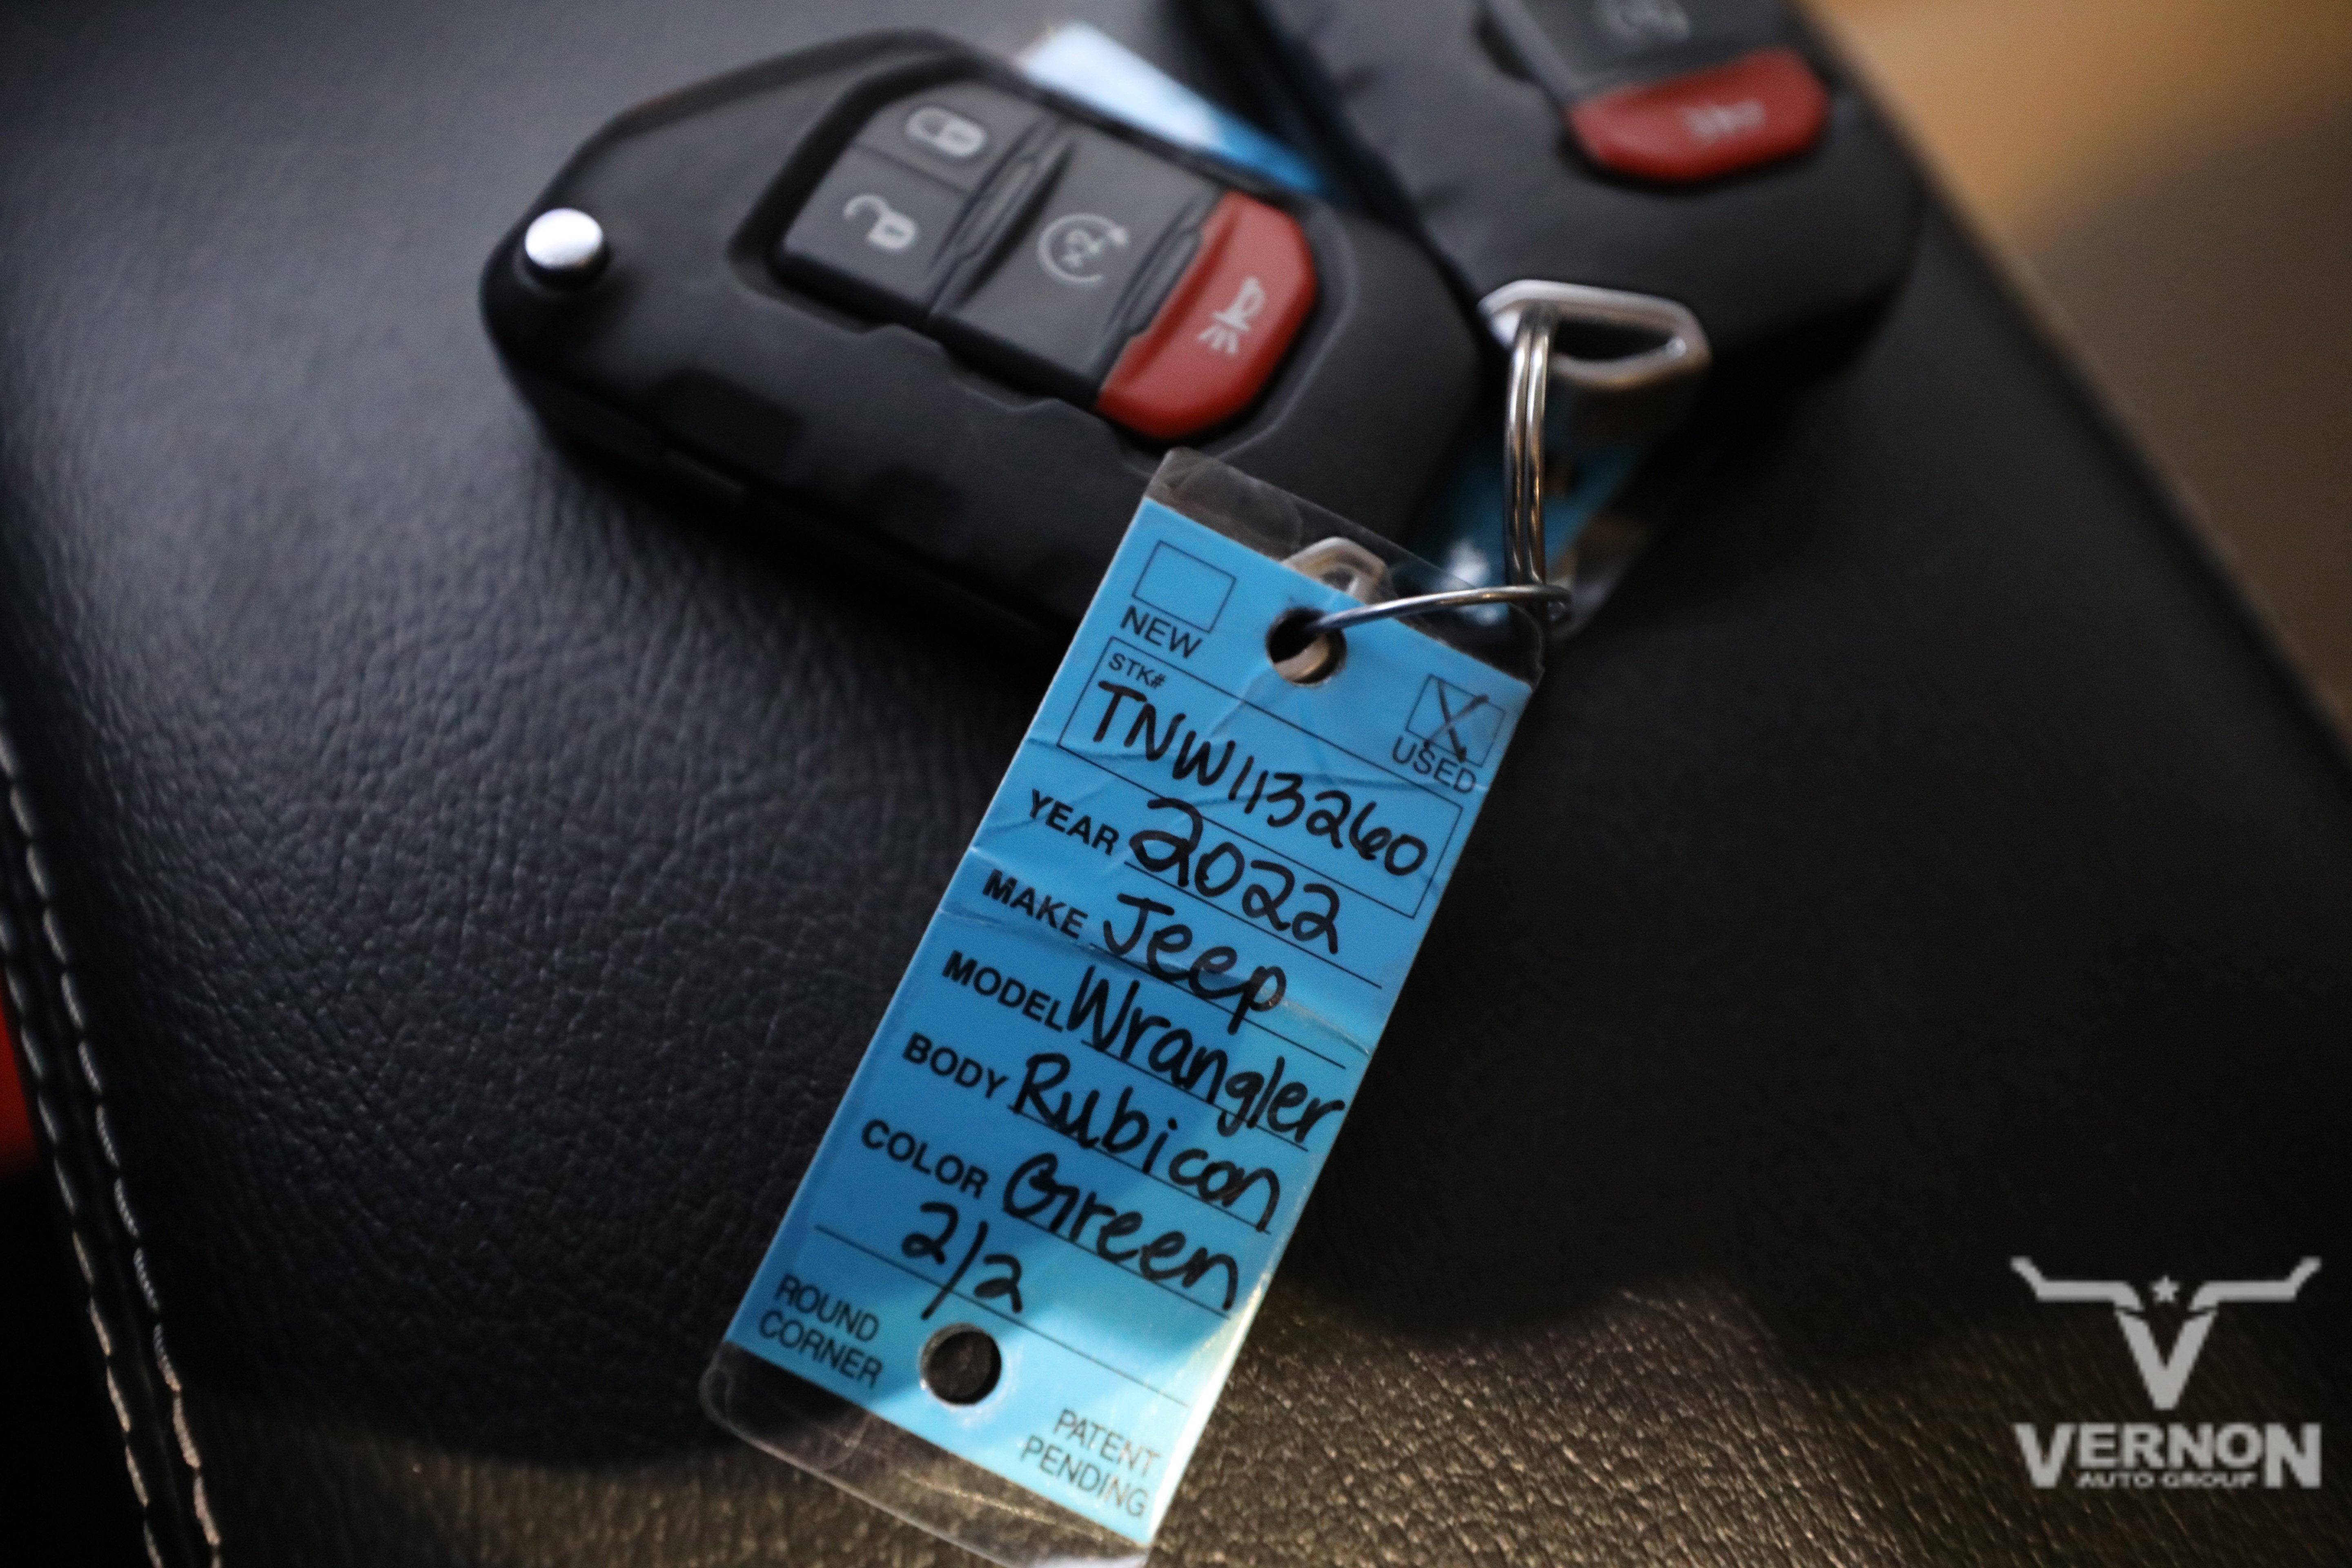 NEW
USED
STK#
TNW113260
YEAR 2022
MAKE Jeep
MODEL Wrangler
BODY Rubicon
COLOR Green
2/2
ROUND
CORNER
PATENT
PENDING
V
VERNON
AUTO GROUP